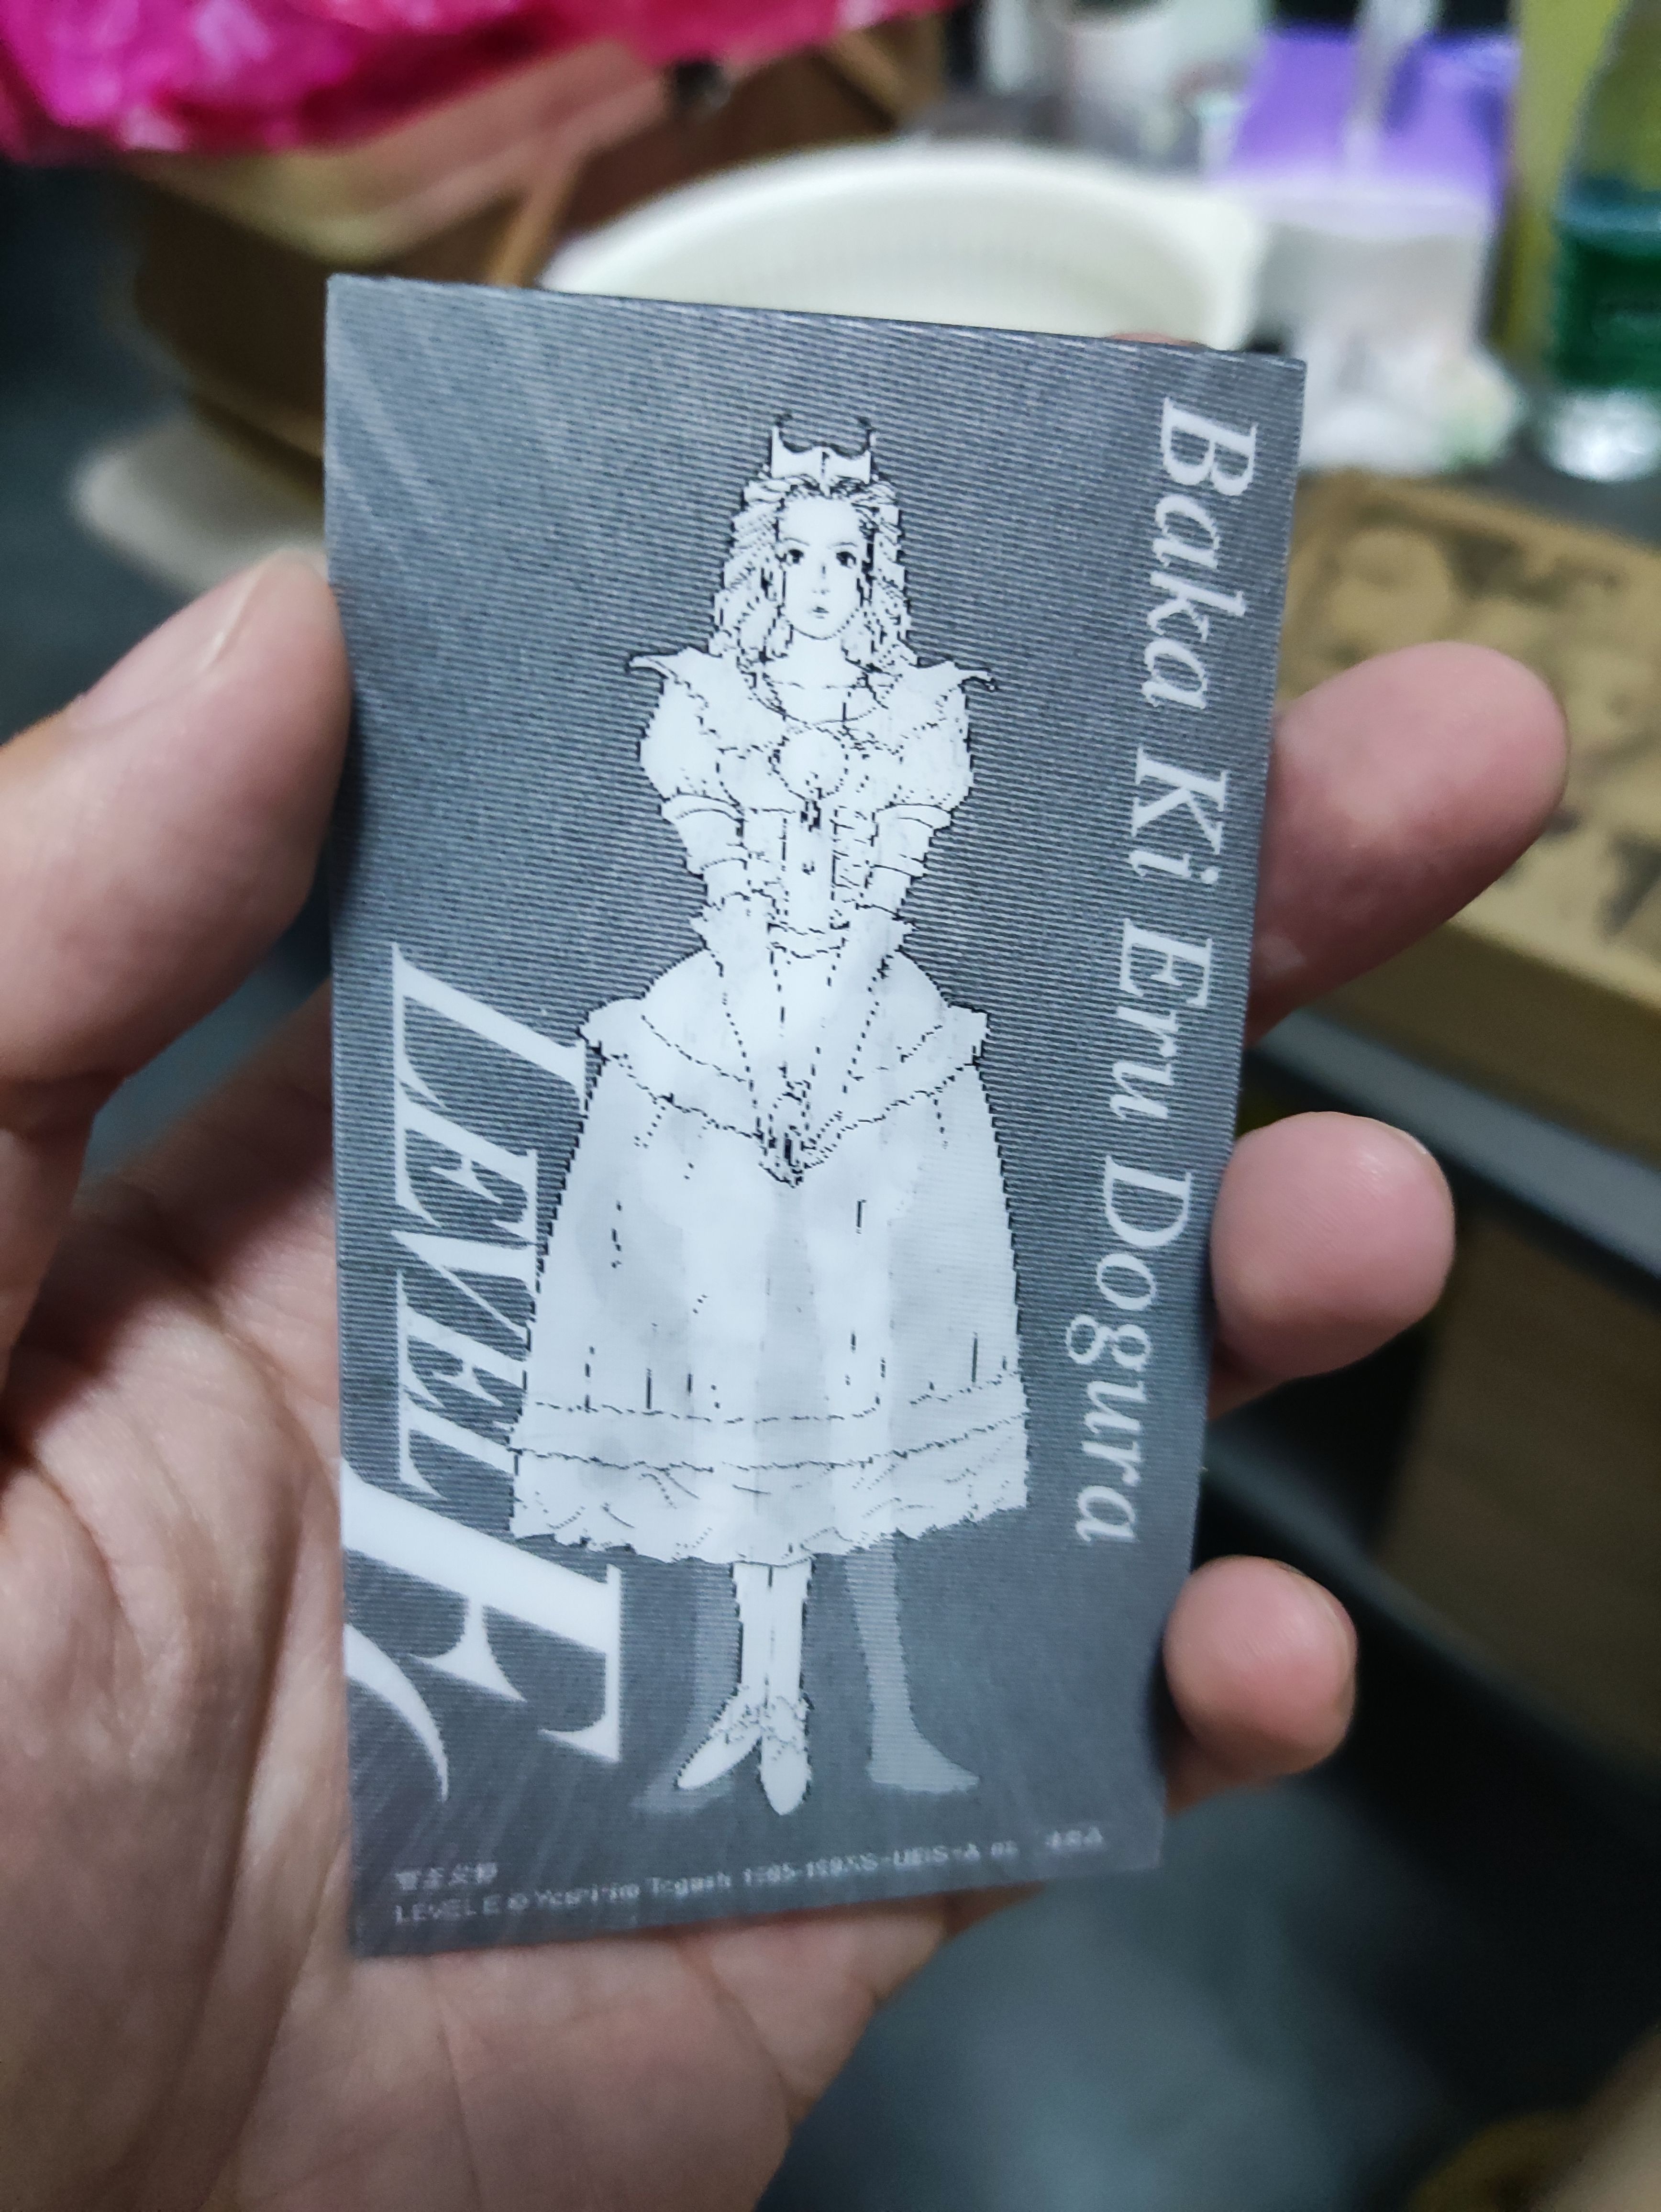 Baka Ki Eru Dogura
LEVEL E
LEVEL E © Yoshihiro Togashi